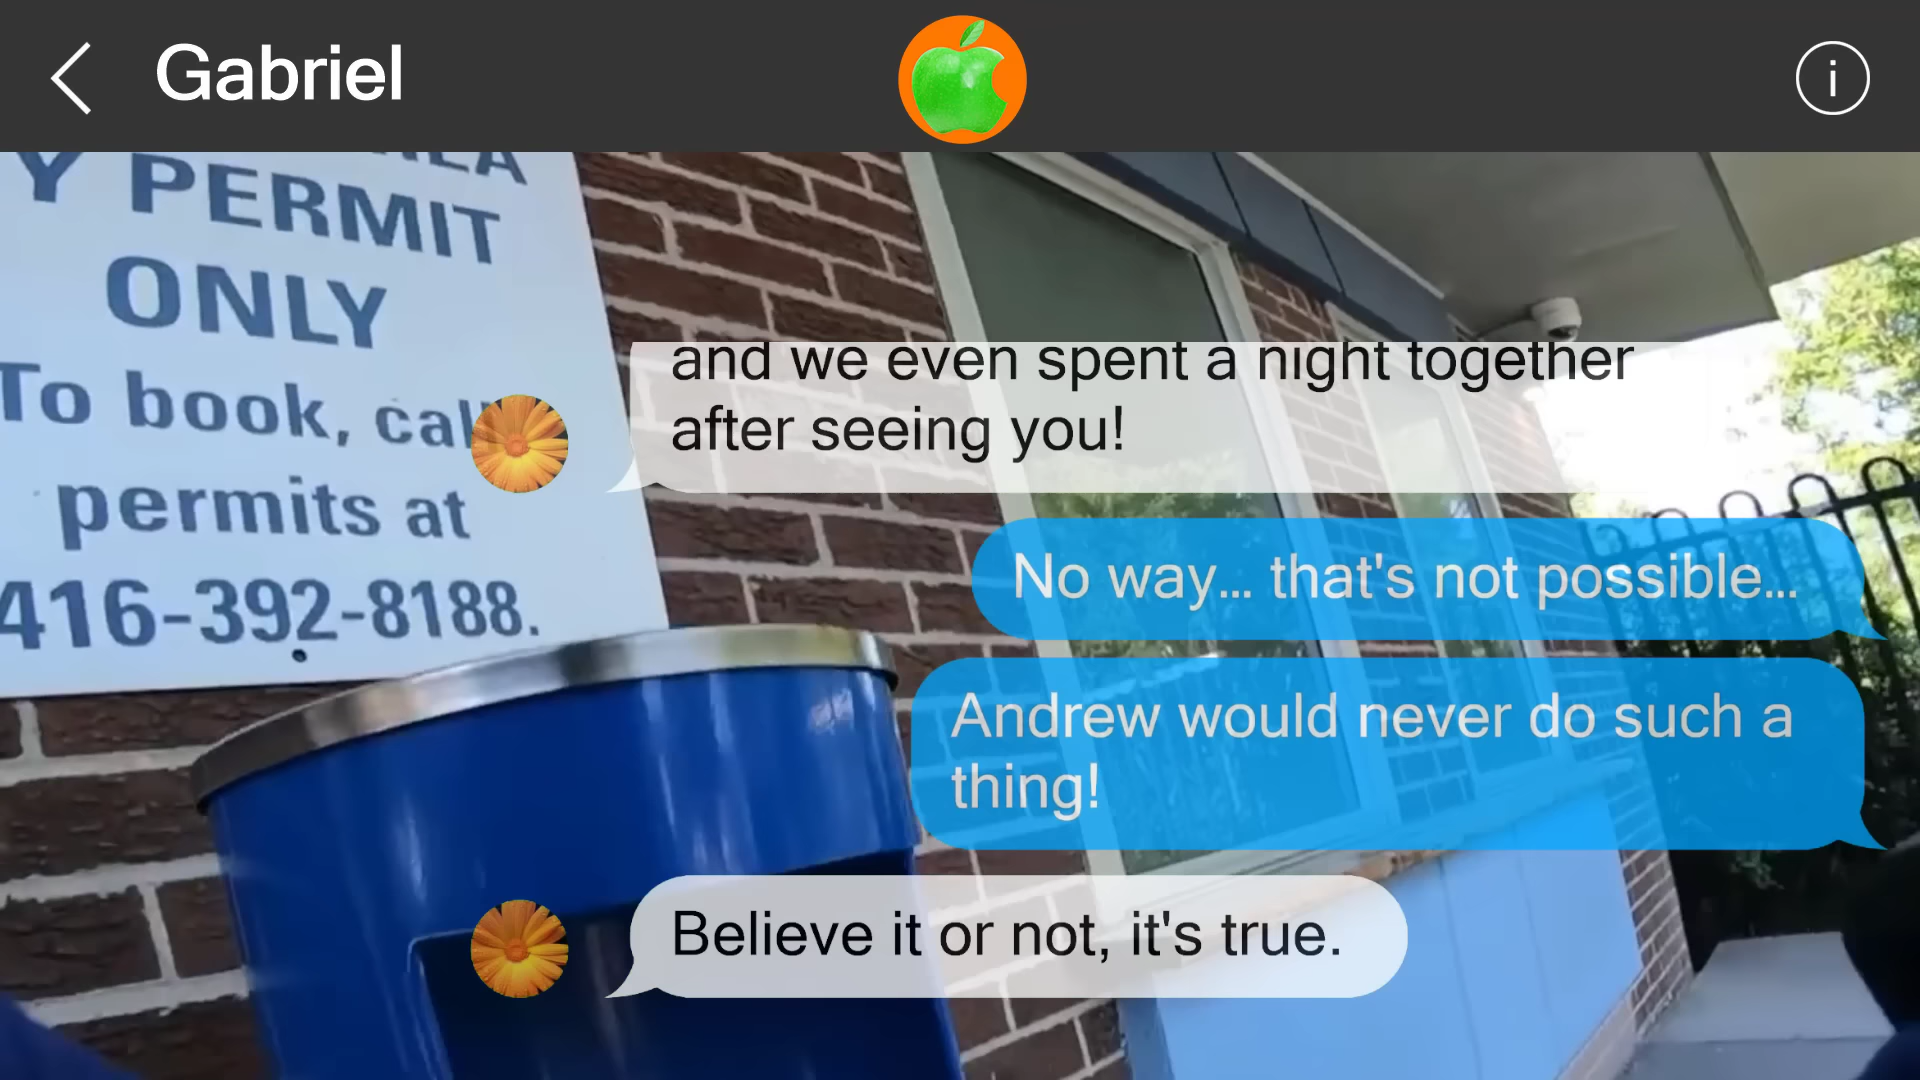 Gabriel
Y PERMIT
ONLY
To book, call
permits at
416-392-8188.
and we even spent a night together
after seeing you!
No way... that's not possible...
Andrew would never do such a
thing!
Believe it or not, it's true.